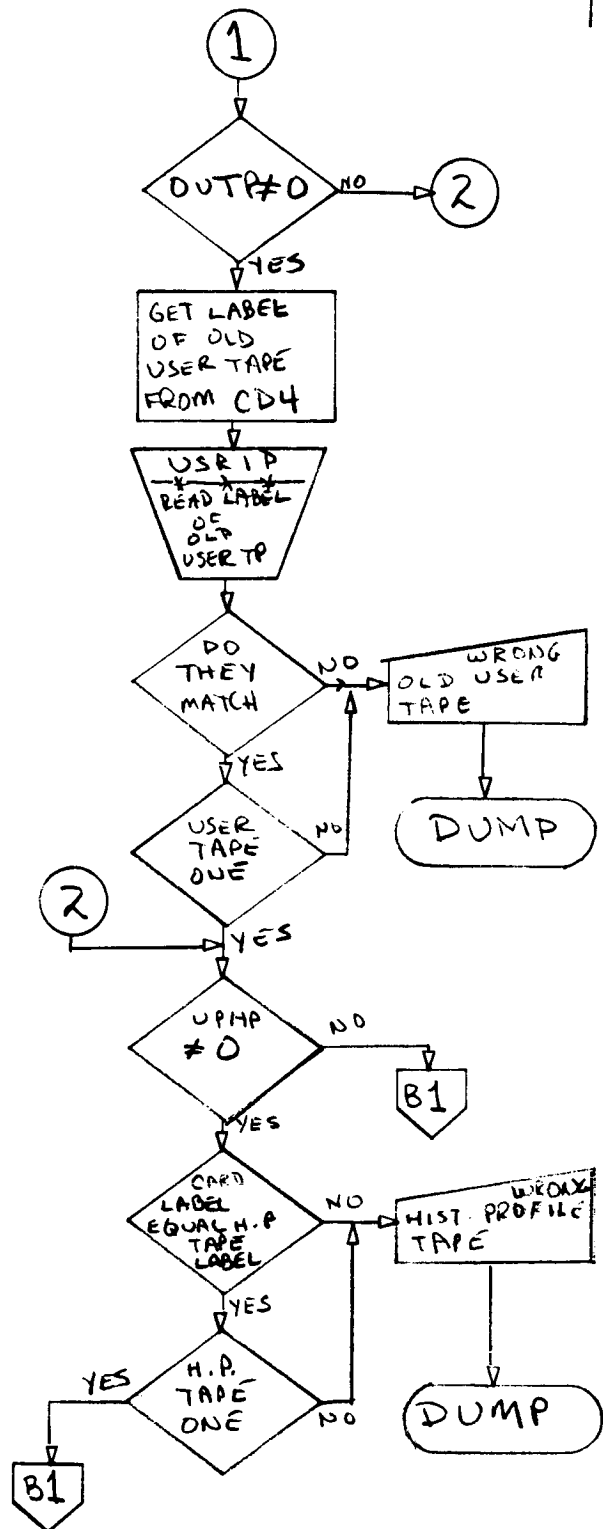 1
OUTP≠0
NO
2
YES
GET LABEL
OF OLD
USER TAPE
FROM CD4
USRIP
READ LABEL
OF
OLD
USER TP
DO
THEY
MATCH
NO
WRONG
OLD USER
TAPE
YES
DUMP
USER
TAPE
ONE
NO
2
YES
UPHP
≠ 0
NO
B1
YES
CARD
LABEL
EQUAL H.P
TAPE
LABEL
NO
WRONG
HIST. PROFILE
TAPE
YES
H.P.
TAPE
ONE
YES
NO
DUMP
B1